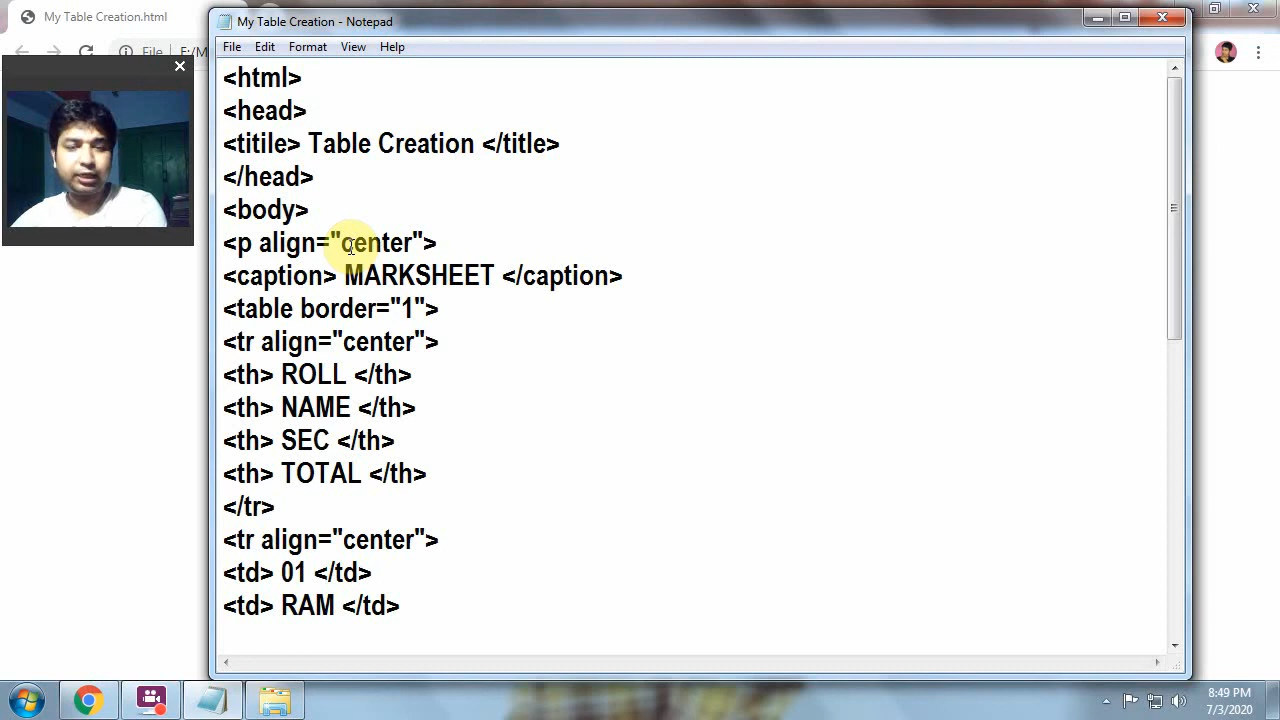 My Table Creation.html
My Table Creation - Notepad
File
File Edit Format View Help
<html>
<head>
<titile> Table Creation </title>
</head>
<body>
<p align="center">
<caption> MARKSHEET </caption>
<table border="1">
<tr align="center">
<th> ROLL </th>
<th> NAME </th>
<th> SEC </th>
<th> TOTAL </th>
</tr>
<tr align="center">
<td> 01 </td>
<td> RAM </td>
8:49 PM
7/3/2020